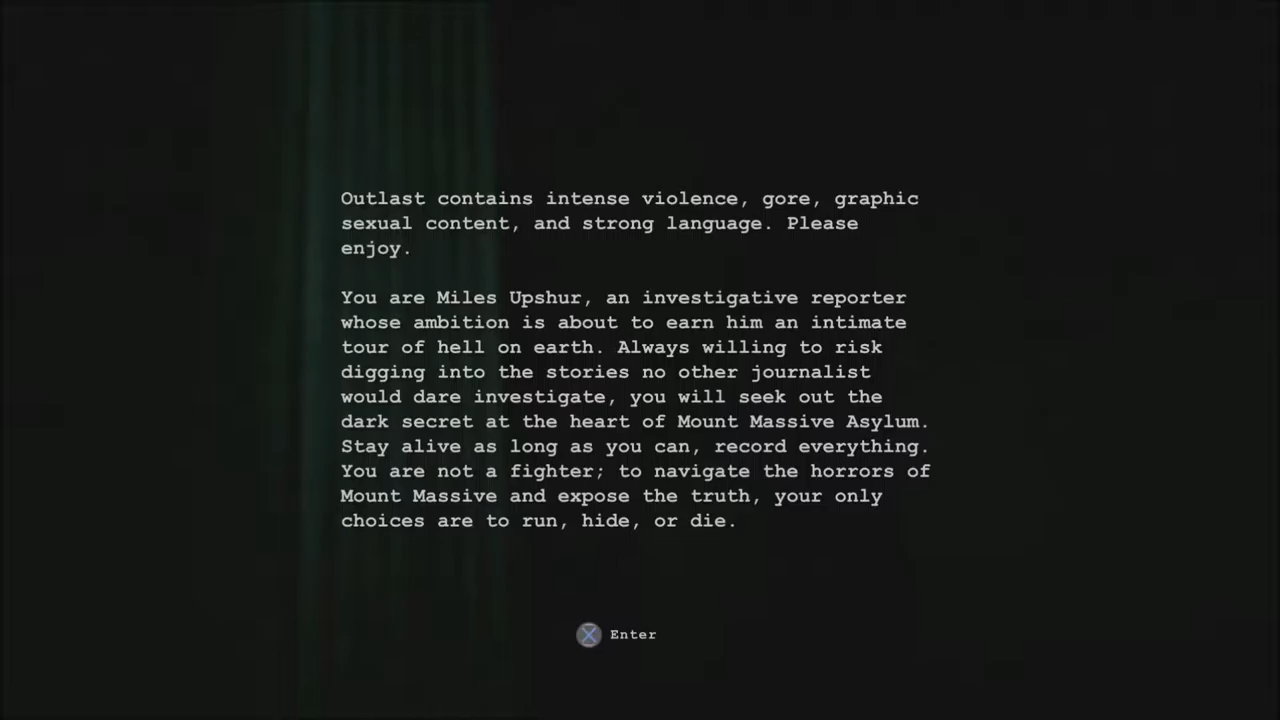 Outlast contains intense violence, gore, graphic
sexual content, and strong language. Please
enjoy.
You are Miles Upshur, an investigative reporter
whose ambition is about to earn him an intimate
tour of hell on earth. Always willing to risk
digging into the stories no other journalist
would dare investigate, you will seek out the
dark secret at the heart of Mount Massive Asylum.
Stay alive as long as you can, record everything.
You are not a fighter; to navigate the horrors of
Mount Massive and expose the truth, your only
choices are to run, hide, or die.
Enter